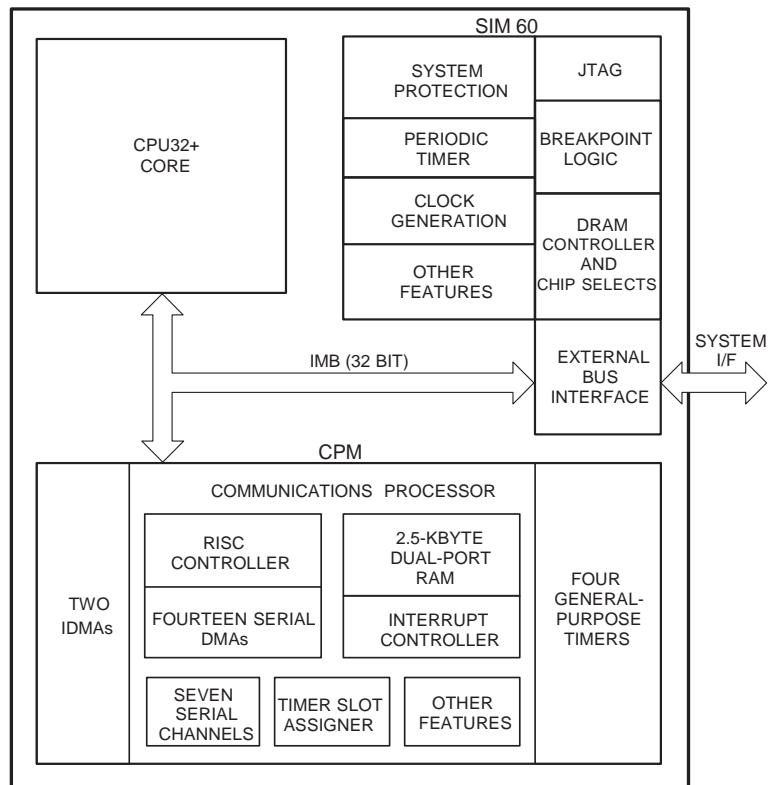 SIM 60
CPU32+
CORE
SYSTEM
PROTECTION
JTAG
PERIODIC
TIMER
BREAKPOINT
LOGIC
CLOCK
GENERATION
DRAM
CONTROLLER
AND
CHIP SELECTS
OTHER
FEATURES
IMB (32 BIT)
EXTERNAL
BUS
INTERFACE
SYSTEM
I/F
CPM
COMMUNICATIONS PROCESSOR
TWO
IDMAs
RISC
CONTROLLER
2.5-KBYTE
DUAL-PORT
RAM
FOURTEEN SERIAL
DMAs
INTERRUPT
CONTROLLER
SEVEN
SERIAL
CHANNELS
TIMER SLOT
ASSIGNER
OTHER
FEATURES
FOUR
GENERAL-
PURPOSE
TIMERS